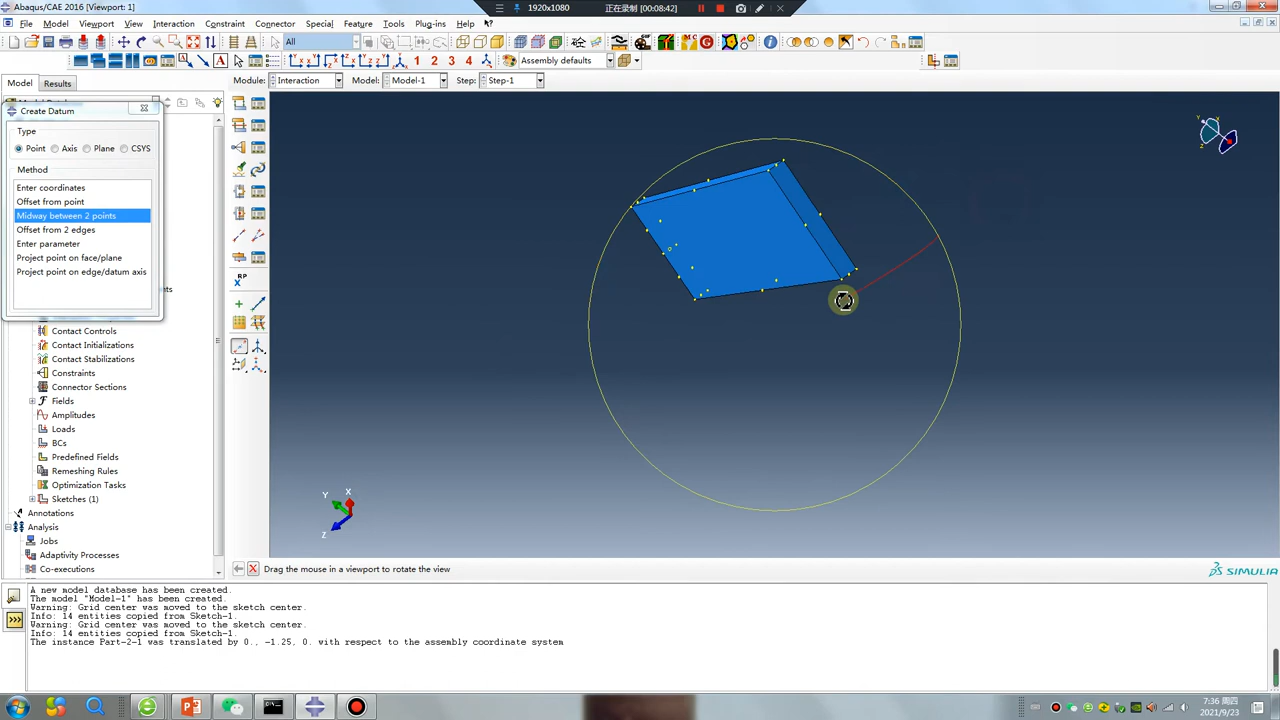 Abaqus/CAE 2016 [Viewport: 1]
1920x1080
正在录制 [00:08:42]
File
Model
Viewport
View
Interaction
Constraint
Connector
Special
Feature
Tools
Plug-ins
Help
All
1 2 3 4
Assembly defaults
Model
Results
Module:
Interaction
Model:
Model-1
Step:
Step-1
Create Datum
Type
Point
Axis
Plane
CSYS
Method
Enter coordinates
Offset from point
Midway between 2 points
Offset from 2 edges
Enter parameter
Project point on face/plane
Project point on edge/datum axis
RP
Contact Controls
Contact Initializations
Contact Stabilizations
Constraints
Connector Sections
Fields
Amplitudes
Loads
BCs
Predefined Fields
Remeshing Rules
Optimization Tasks
Sketches (1)
Annotations
Analysis
Jobs
Adaptivity Processes
Co-executions
Y
X
Z
Drag the mouse in a viewport to rotate the view
SIMULIA
A new model database has been created.
The model "Model-1" has been created.
Warning: Grid center was moved to the sketch center.
Info: 14 entities copied from Sketch-1.
Warning: Grid center was moved to the sketch center.
Info: 14 entities copied from Sketch-1.
The instance Part-2-1 was translated by 0., -1.25, 0. with respect to the assembly coordinate system
7:36 周四
2021/9/23